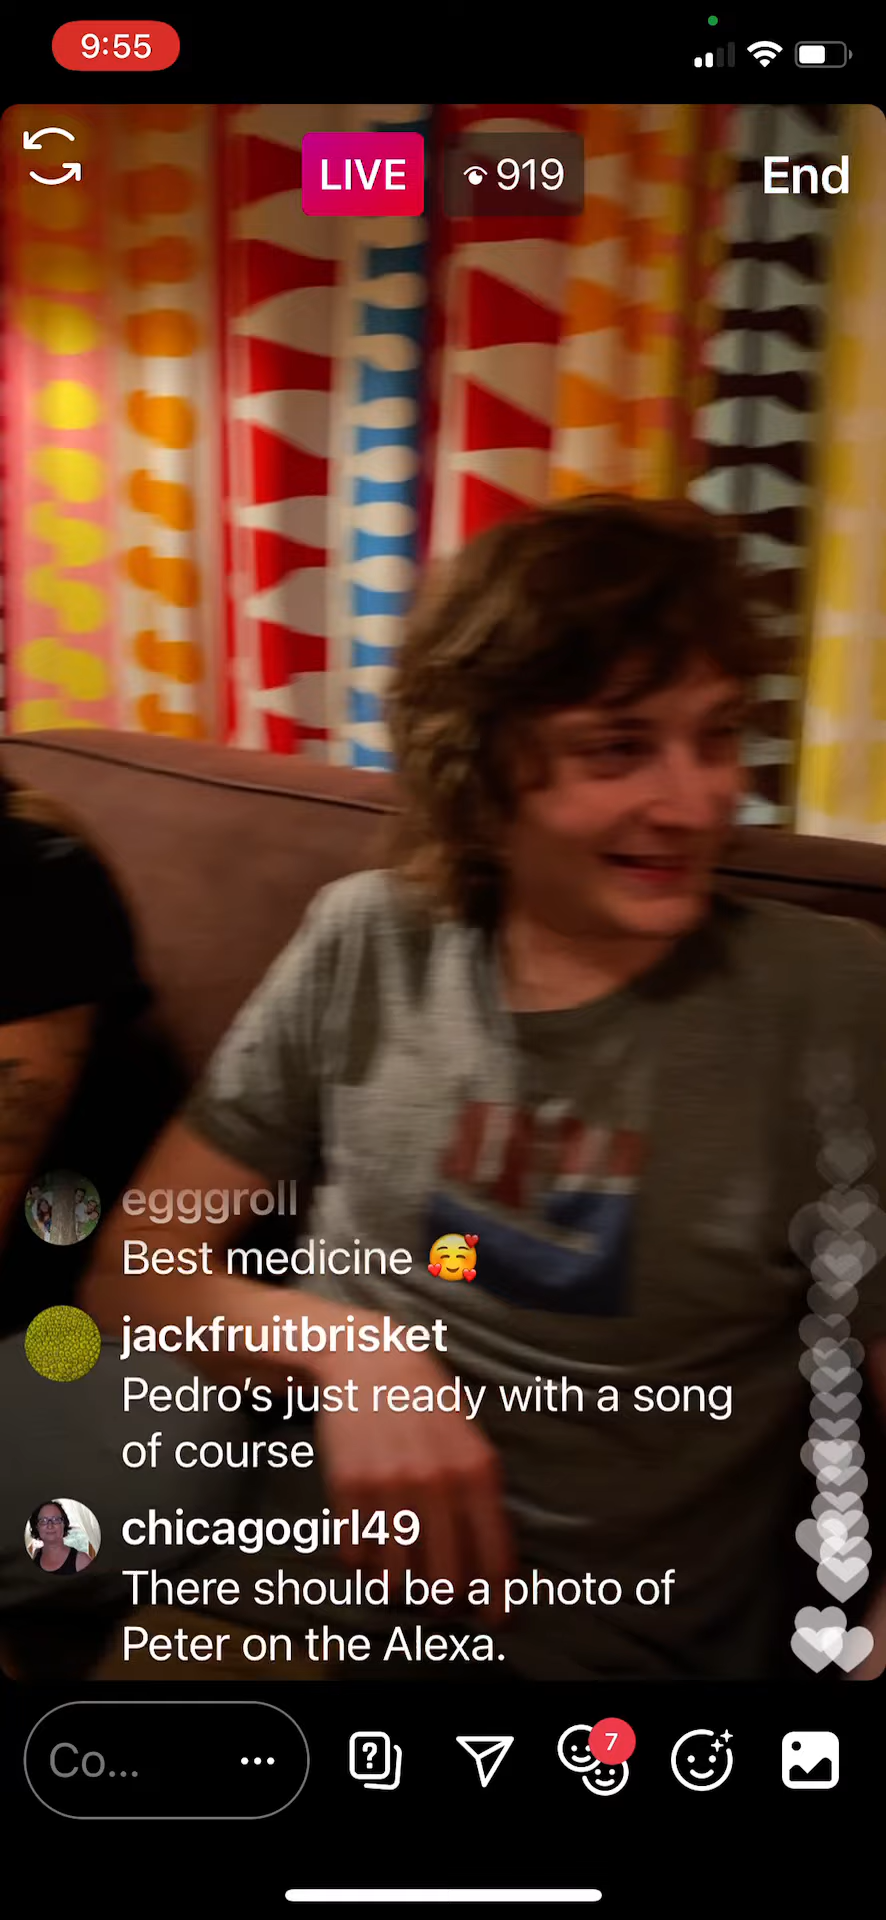 9:55
LIVE
919
End
egggroll
Best medicine 🥰
jackfruitbrisket
Pedro's just ready with a song
of course
chicagogirl49
There should be a photo of
Peter on the Alexa.
Co...
7